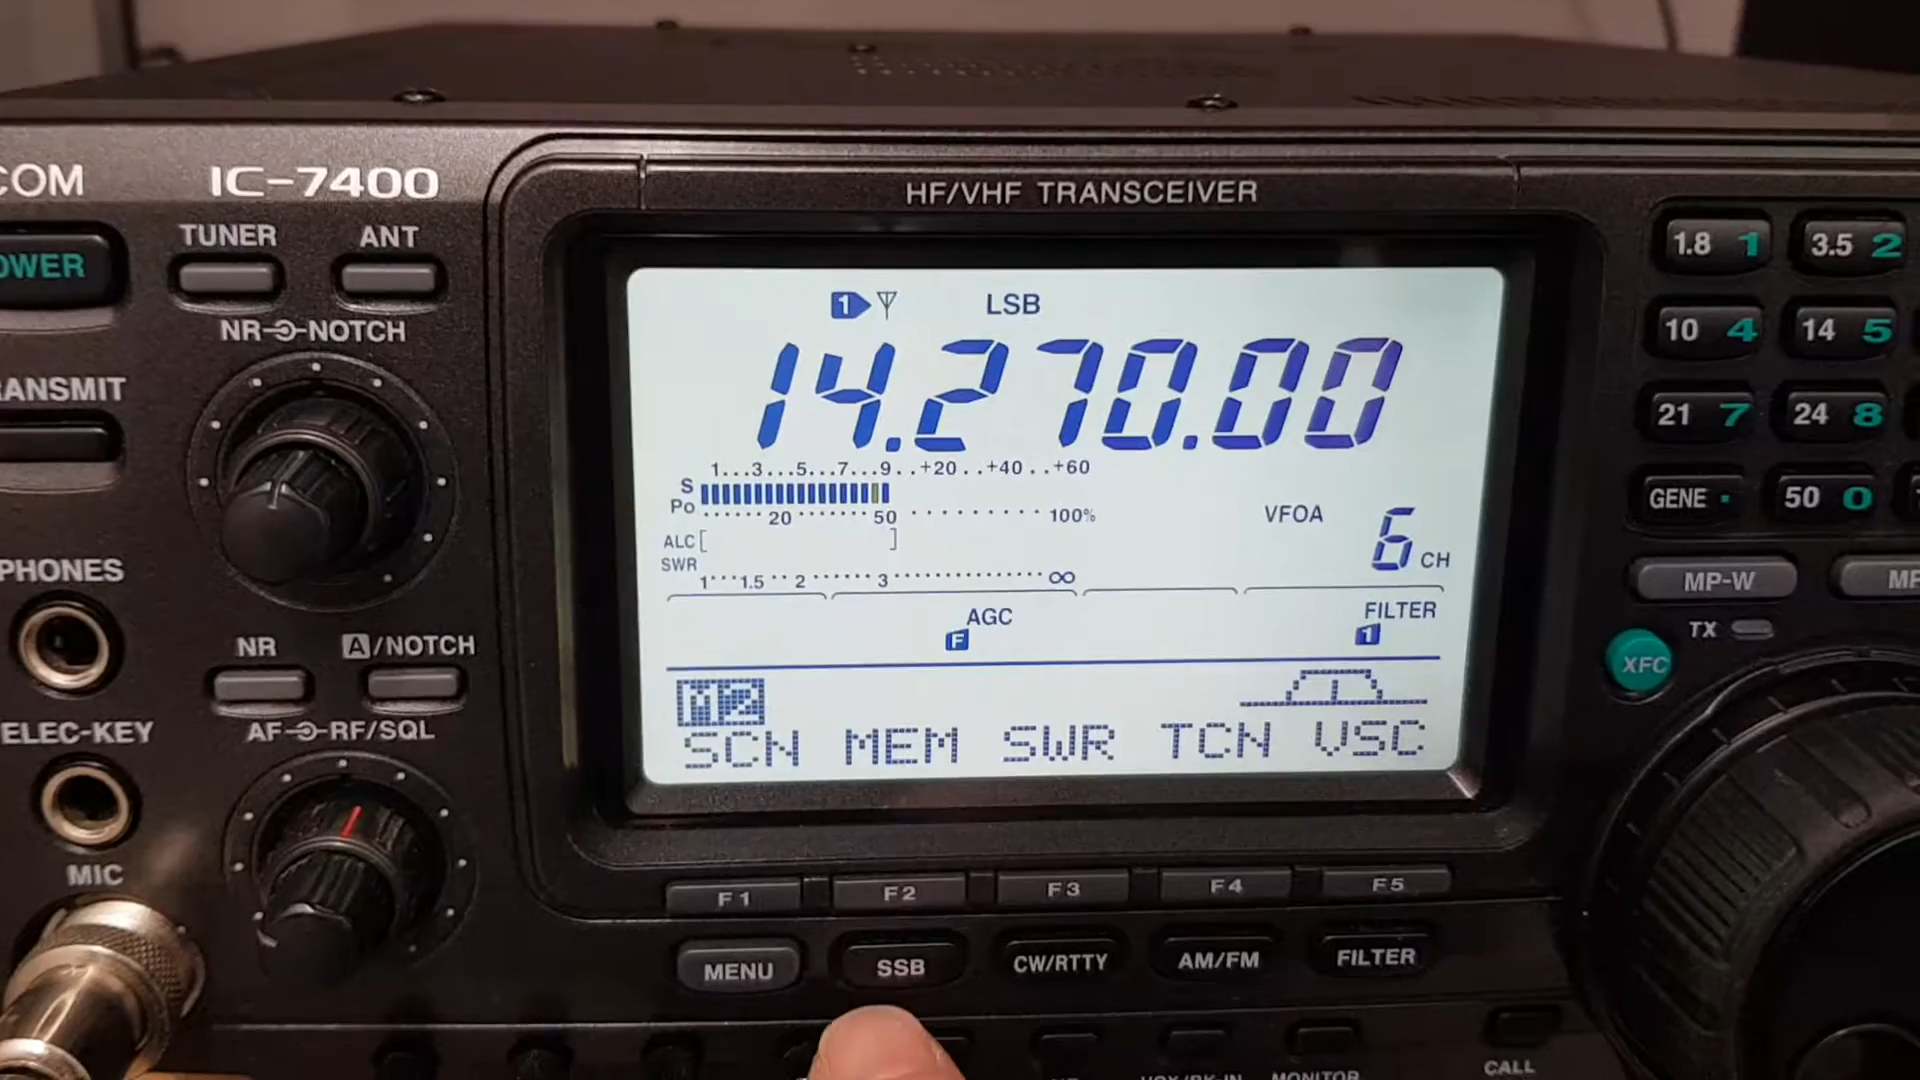 COM
IC-7400
HF/VHF TRANSCEIVER
OWER
TUNER
ANT
NR NOTCH
RANSMIT
PHONES
NR
A/NOTCH
ELEC-KEY
AF RF/SQL
MIC
1
LSB
14.270.00
S
1...3...5...7...9..+20..+40..+60
Po
20 50 100%
ALC
SWR
1 1.5 2 3 ∞
VFOA
6 CH
AGC
F
FILTER
1
M2
SCN MEM SWR TCN VSC
F1 F2 F3 F4 F5
MENU SSB CW/RTTY AM/FM FILTER
1.8 1
3.5 2
10 4
14 5
21 7
24 8
GENE ·
50 0
MP-W
TX
XFC
MONITOR
CALL